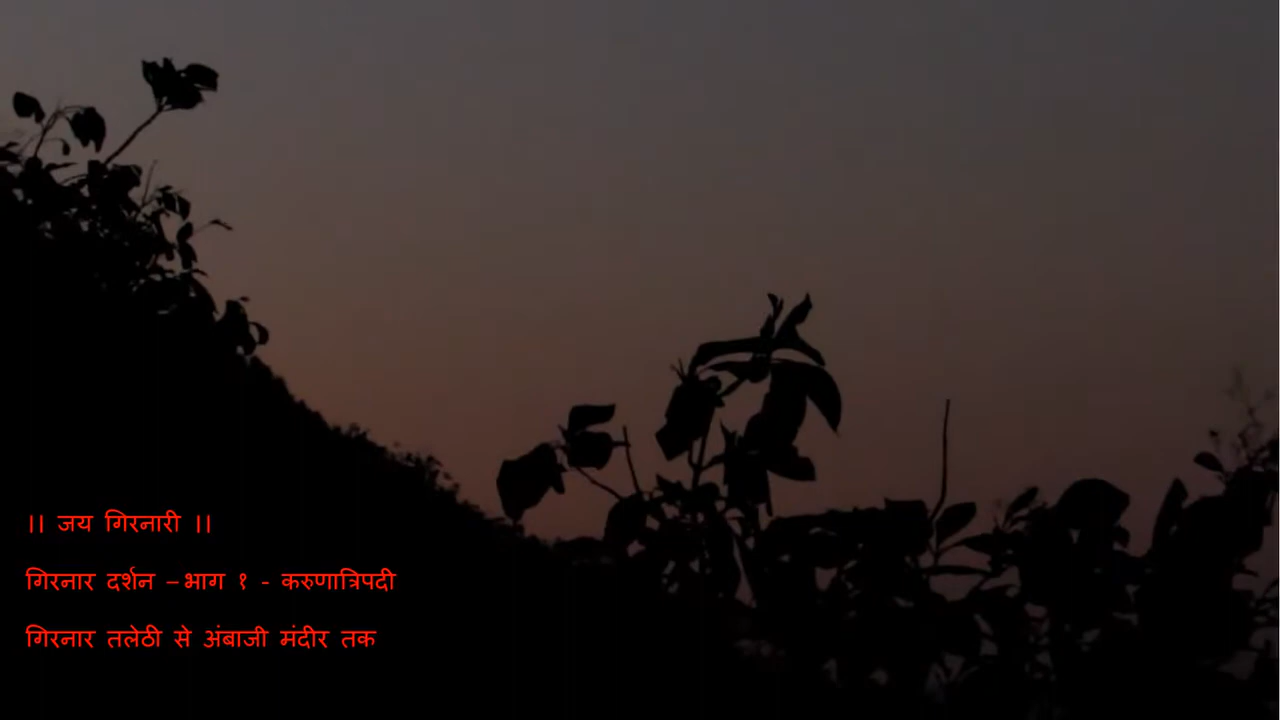 ।। जय गिरनारी ।।
गिरनार दर्शन – भाग १ - करुणात्रिपदी
गिरनार तलेठी से अंबाजी मंदीर तक